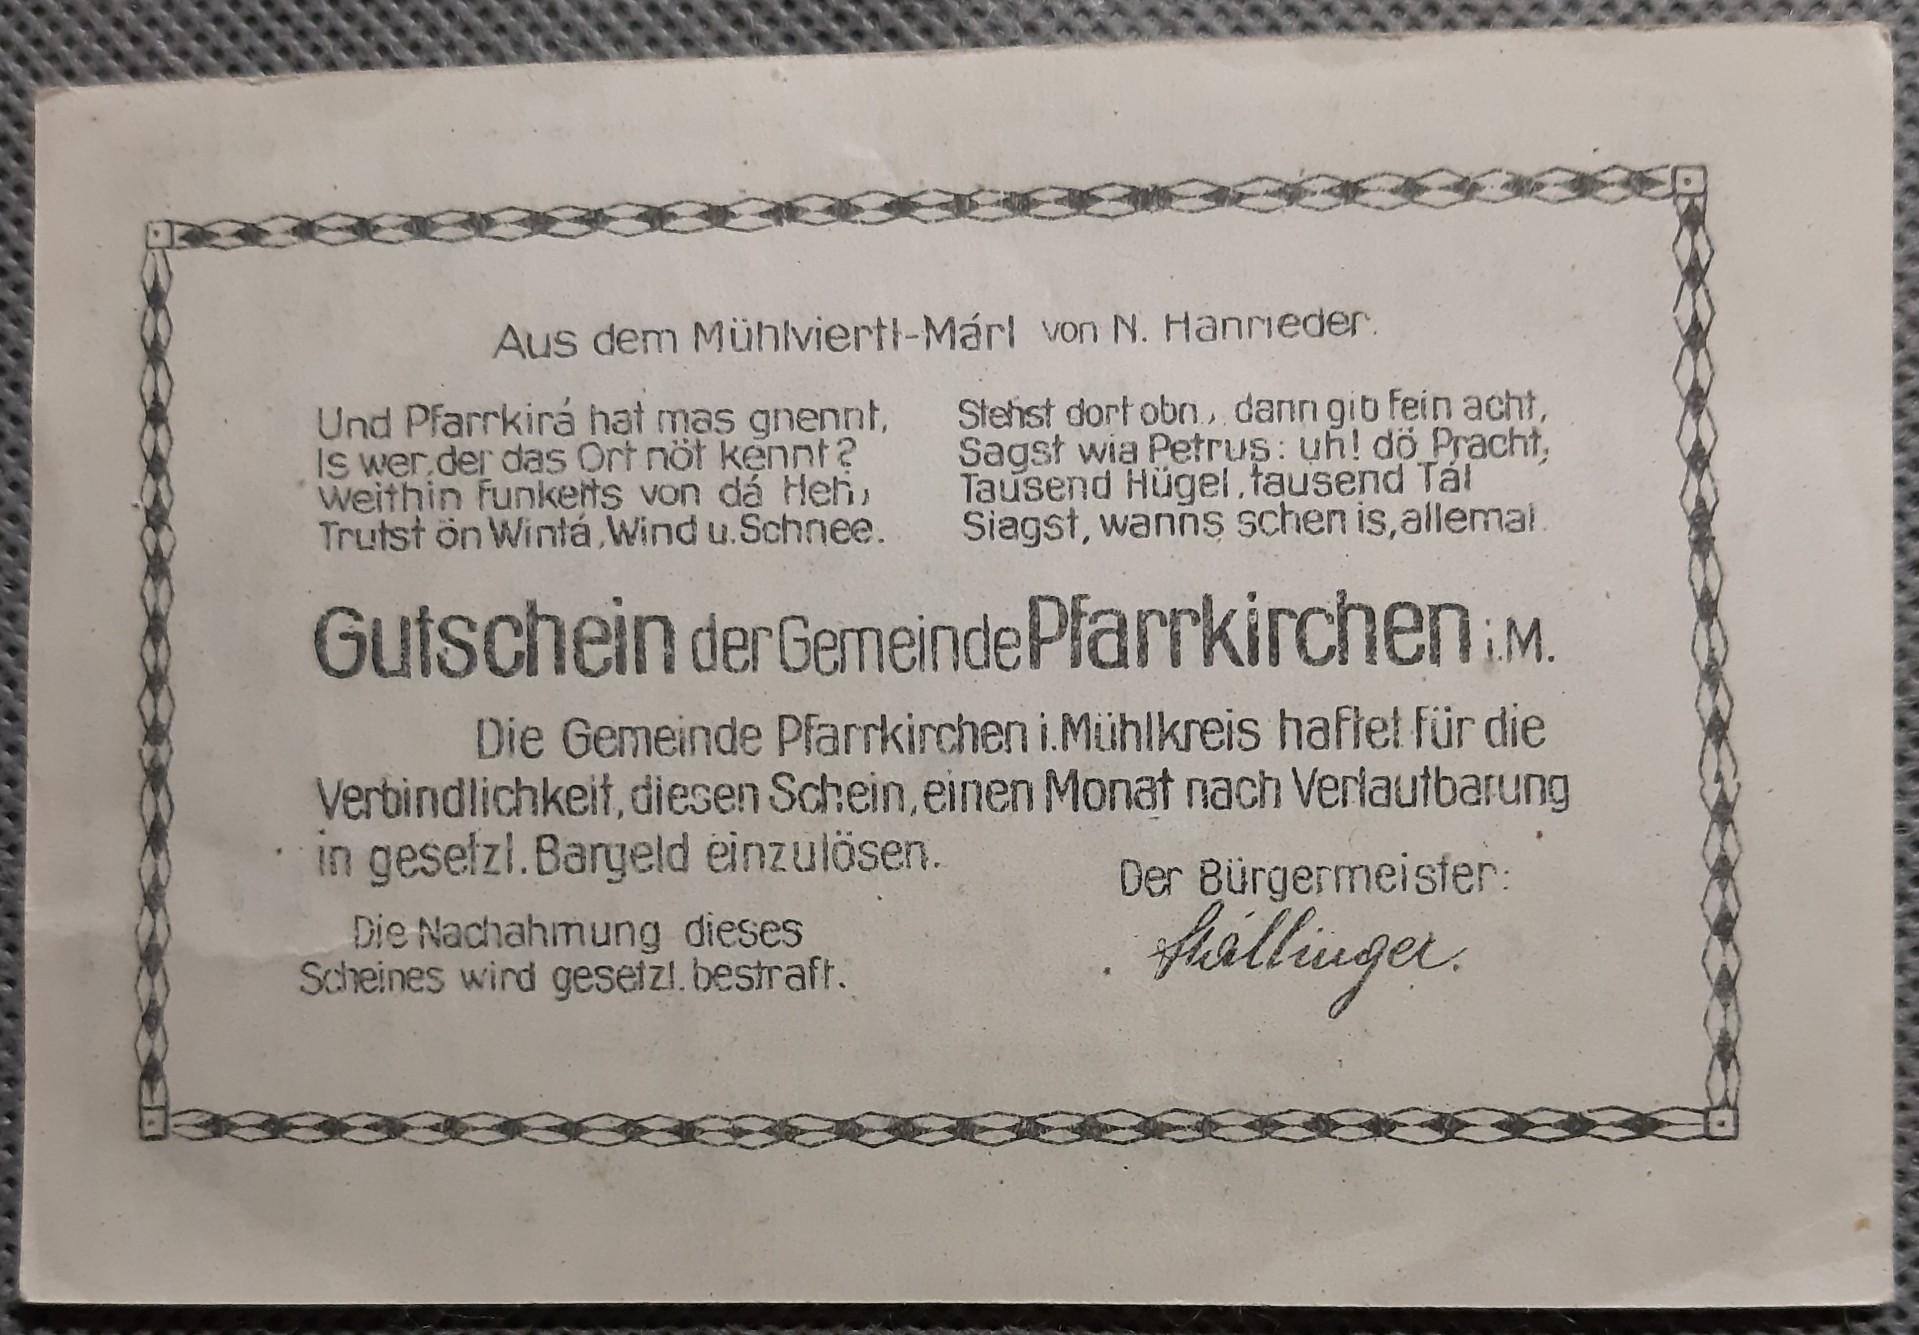 Aus dem Mühlviertl-Márl von N. Hanrieder.
Und Pfarrkirá hat mas gnennt,
Is wer, der das Ort nöt kennt?
Weithin funkelts von dá Heh,
Trutst ön Wintá, Wind u. Schnee.
Stehst dort obn, dann gib fein acht,
Sagst wia Petrus: uh! dö Pracht,
Tausend Hügel, tausend Tál
Siagst, wanns schen is, allemal.
Gutschein der Gemeinde Pfarrkirchen i.M.
Die Gemeinde Pfarrkirchen i. Mühlkreis haftet für die
Verbindlichkeit, diesen Schein, einen Monat nach Verlautbarung
in gesetzl. Bargeld einzulösen.
Die Nachahmung dieses
Scheines wird gesetzl. bestraft.
Der Bürgermeister: